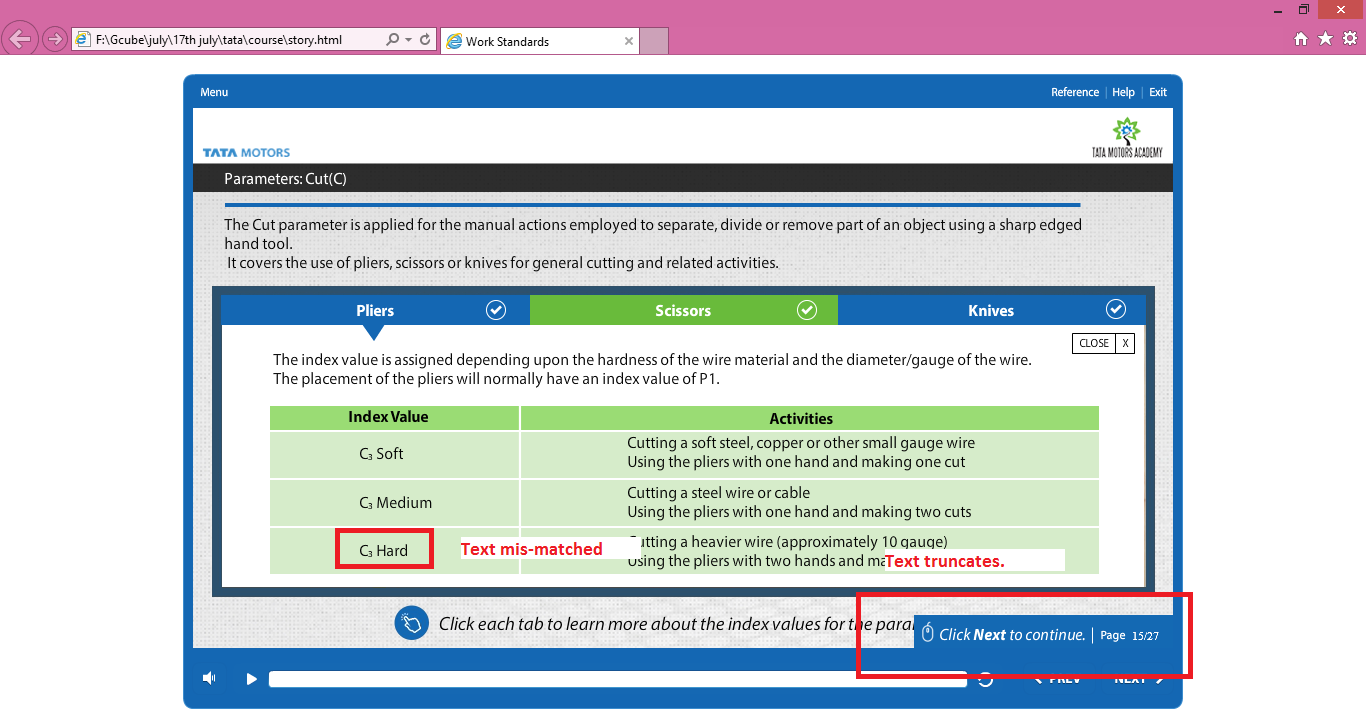 F:\Gcube\july\17th july\tata\course\story.html
Work Standards
Menu
Reference | Help | Exit
TATA MOTORS
TATA MOTORS ACADEMY
Parameters: Cut(C)
The Cut parameter is applied for the manual actions employed to separate, divide or remove part of an object using a sharp edged
hand tool.
It covers the use of pliers, scissors or knives for general cutting and related activities.
Pliers
Scissors
Knives
CLOSE X
The index value is assigned depending upon the hardness of the wire material and the diameter/gauge of the wire.
The placement of the pliers will normally have an index value of P1.
Index Value
Activities
C₃ Soft
Cutting a soft steel, copper or other small gauge wire
Using the pliers with one hand and making one cut
C₃ Medium
Cutting a steel wire or cable
Using the pliers with one hand and making two cuts
C₃ Hard
Text mis-matched
utting a heavier wire (approximately 10 gauge)
Using the pliers with two hands and ma
Text truncates.
Click each tab to learn more about the index values for the para
Click Next to continue. | Page 15/27
PREV
NEXT